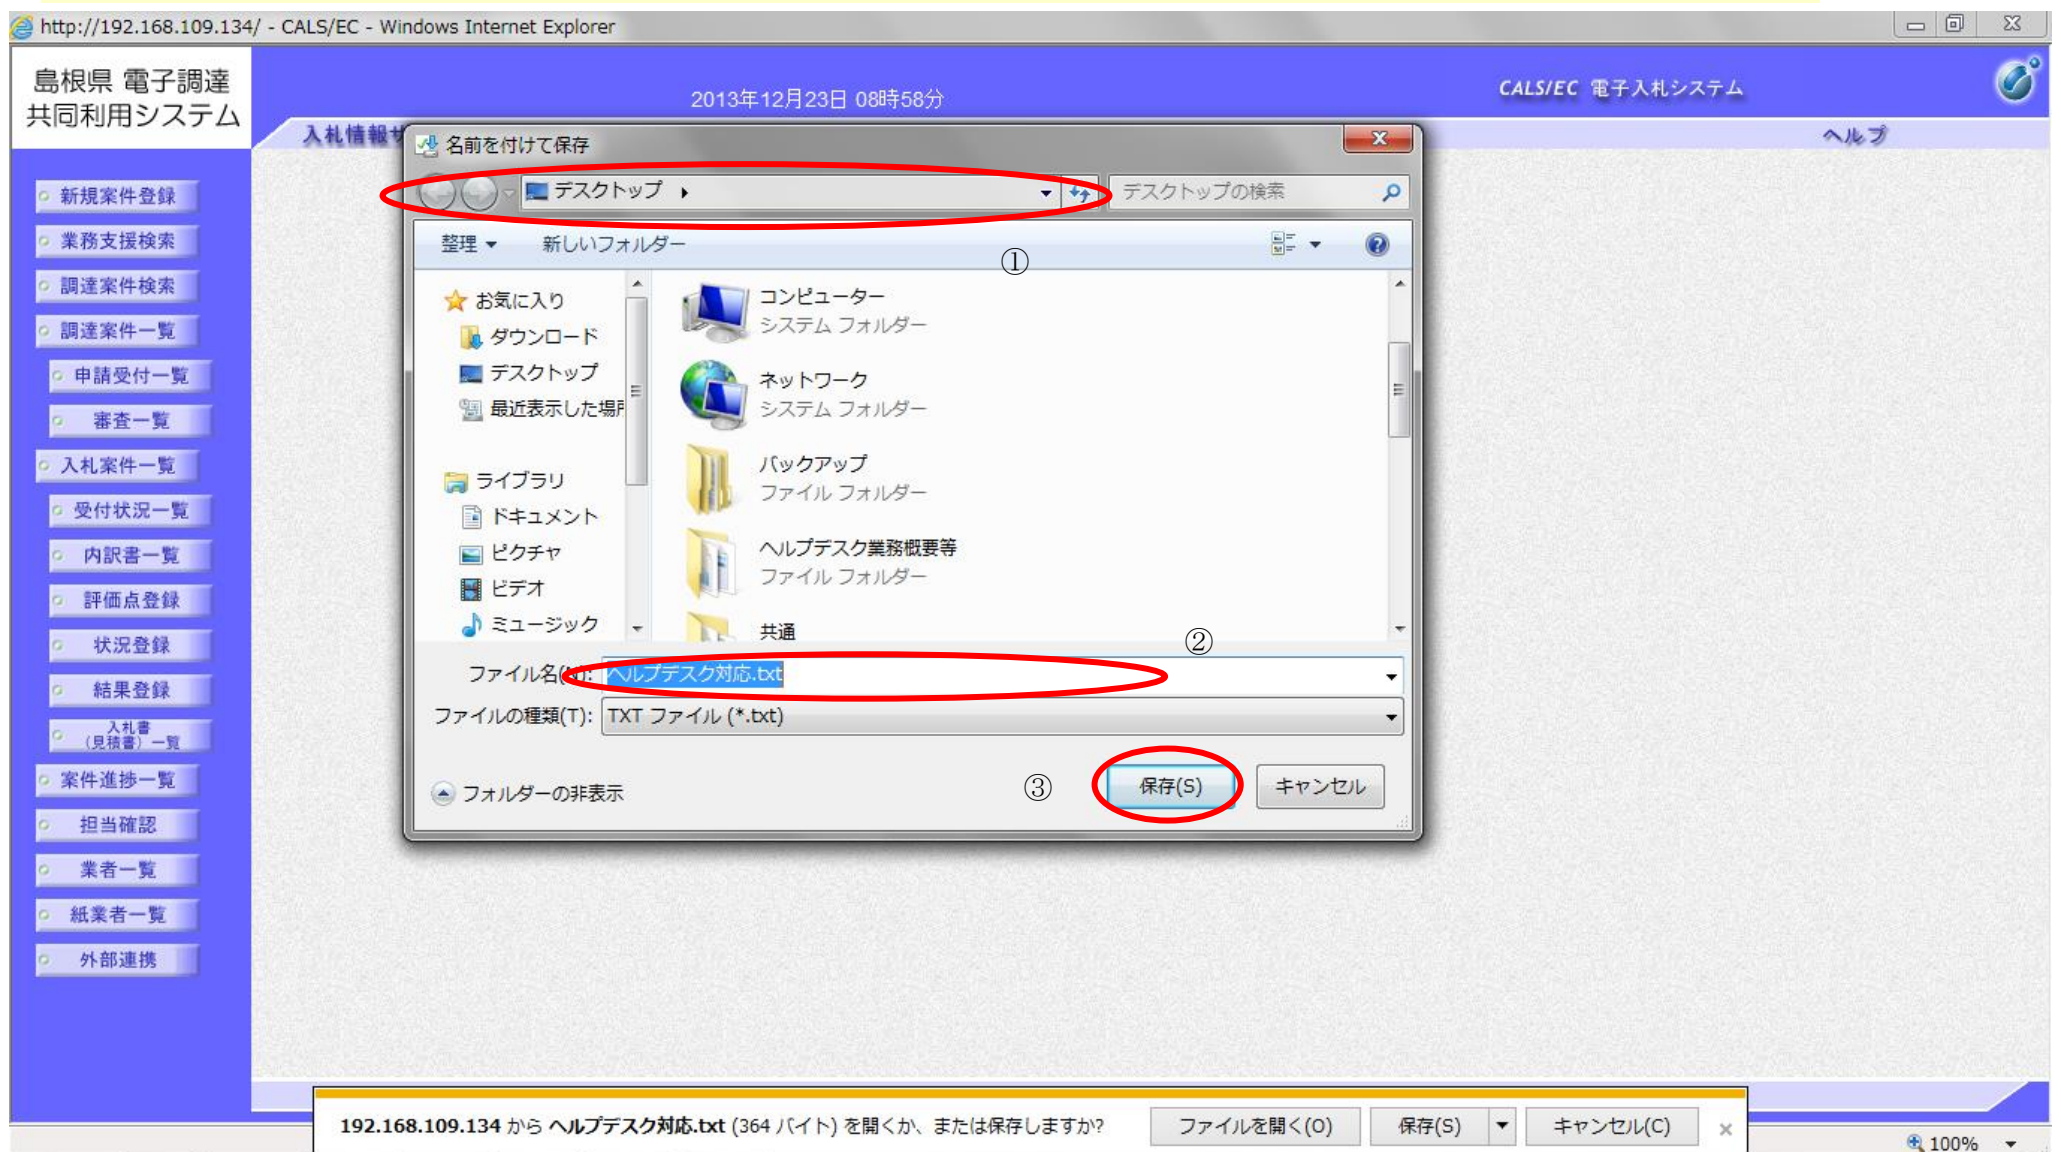 http://192.168.109.134/ - CALS/EC - Windows Internet Explorer
島根県 電子調達
共同利用システム
2013年12月23日 08時58分
CALS/EC 電子入札システム
入札情報サ
ヘルプ
新規案件登録
業務支援検索
調達案件検索
調達案件一覧
申請受付一覧
審査一覧
入札案件一覧
受付状況一覧
内訳書一覧
評価点登録
状況登録
結果登録
入札書
(見積書) 一覧
案件進捗一覧
担当確認
業者一覧
紙業者一覧
外部連携
名前を付けて保存
デスクトップ
デスクトップの検索
整理
新しいフォルダー
①
お気に入り
ダウンロード
デスクトップ
最近表示した場所
ライブラリ
ドキュメント
ピクチャ
ビデオ
ミュージック
コンピューター
システム フォルダー
ネットワーク
システム フォルダー
バックアップ
ファイル フォルダー
ヘルプデスク業務概要等
ファイル フォルダー
共通
②
ファイル名(N): ヘルプデスク対応.txt
ファイルの種類(T): TXT ファイル (*.txt)
フォルダーの非表示
③
保存(S)
キャンセル
192.168.109.134 から ヘルプデスク対応.txt (364 バイト) を開くか、または保存しますか?
ファイルを開く(O)
保存(S)
キャンセル(C)
×
100%